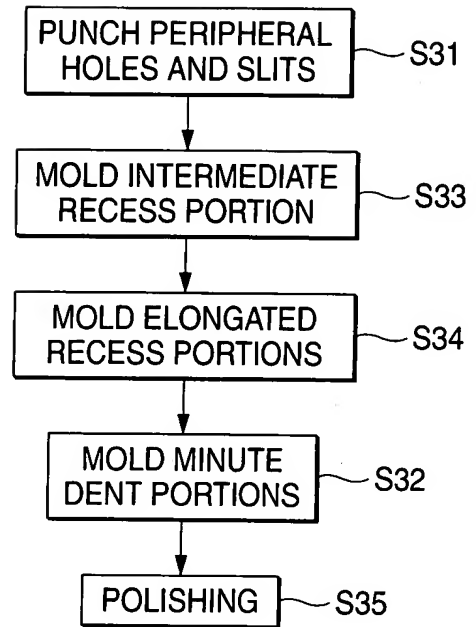 PUNCH PERIPHERAL
HOLES AND SLITS
S31
MOLD INTERMEDIATE
RECESS PORTION
S33
MOLD ELONGATED
RECESS PORTIONS
S34
MOLD MINUTE
DENT PORTIONS
S32
POLISHING
S35